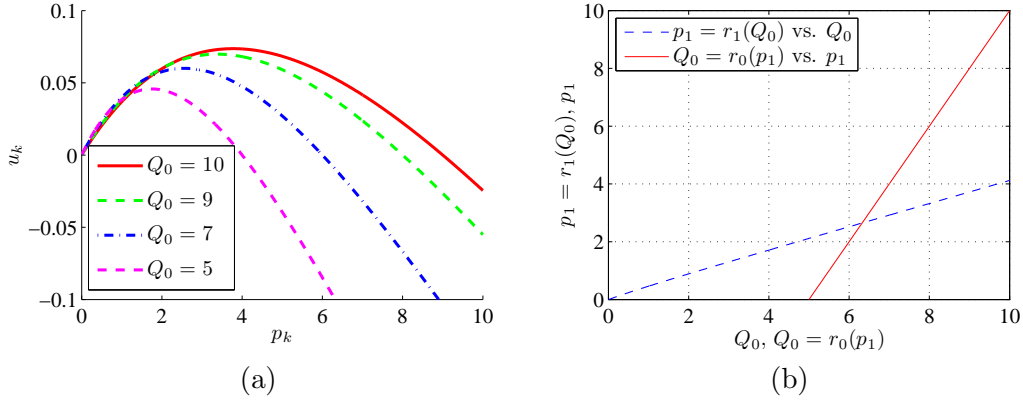 0.1
0.05
0
−0.05
−0.1
u_k
Q_0 = 10
Q_0 = 9
Q_0 = 7
Q_0 = 5
0 2 4 6 8 10
p_k
(a)
10
8
6
4
2
0
p_1 = r_1(Q_0), p_1
p_1 = r_1(Q_0) vs. Q_0
Q_0 = r_0(p_1) vs. p_1
0 2 4 6 8 10
Q_0, Q_0 = r_0(p_1)
(b)